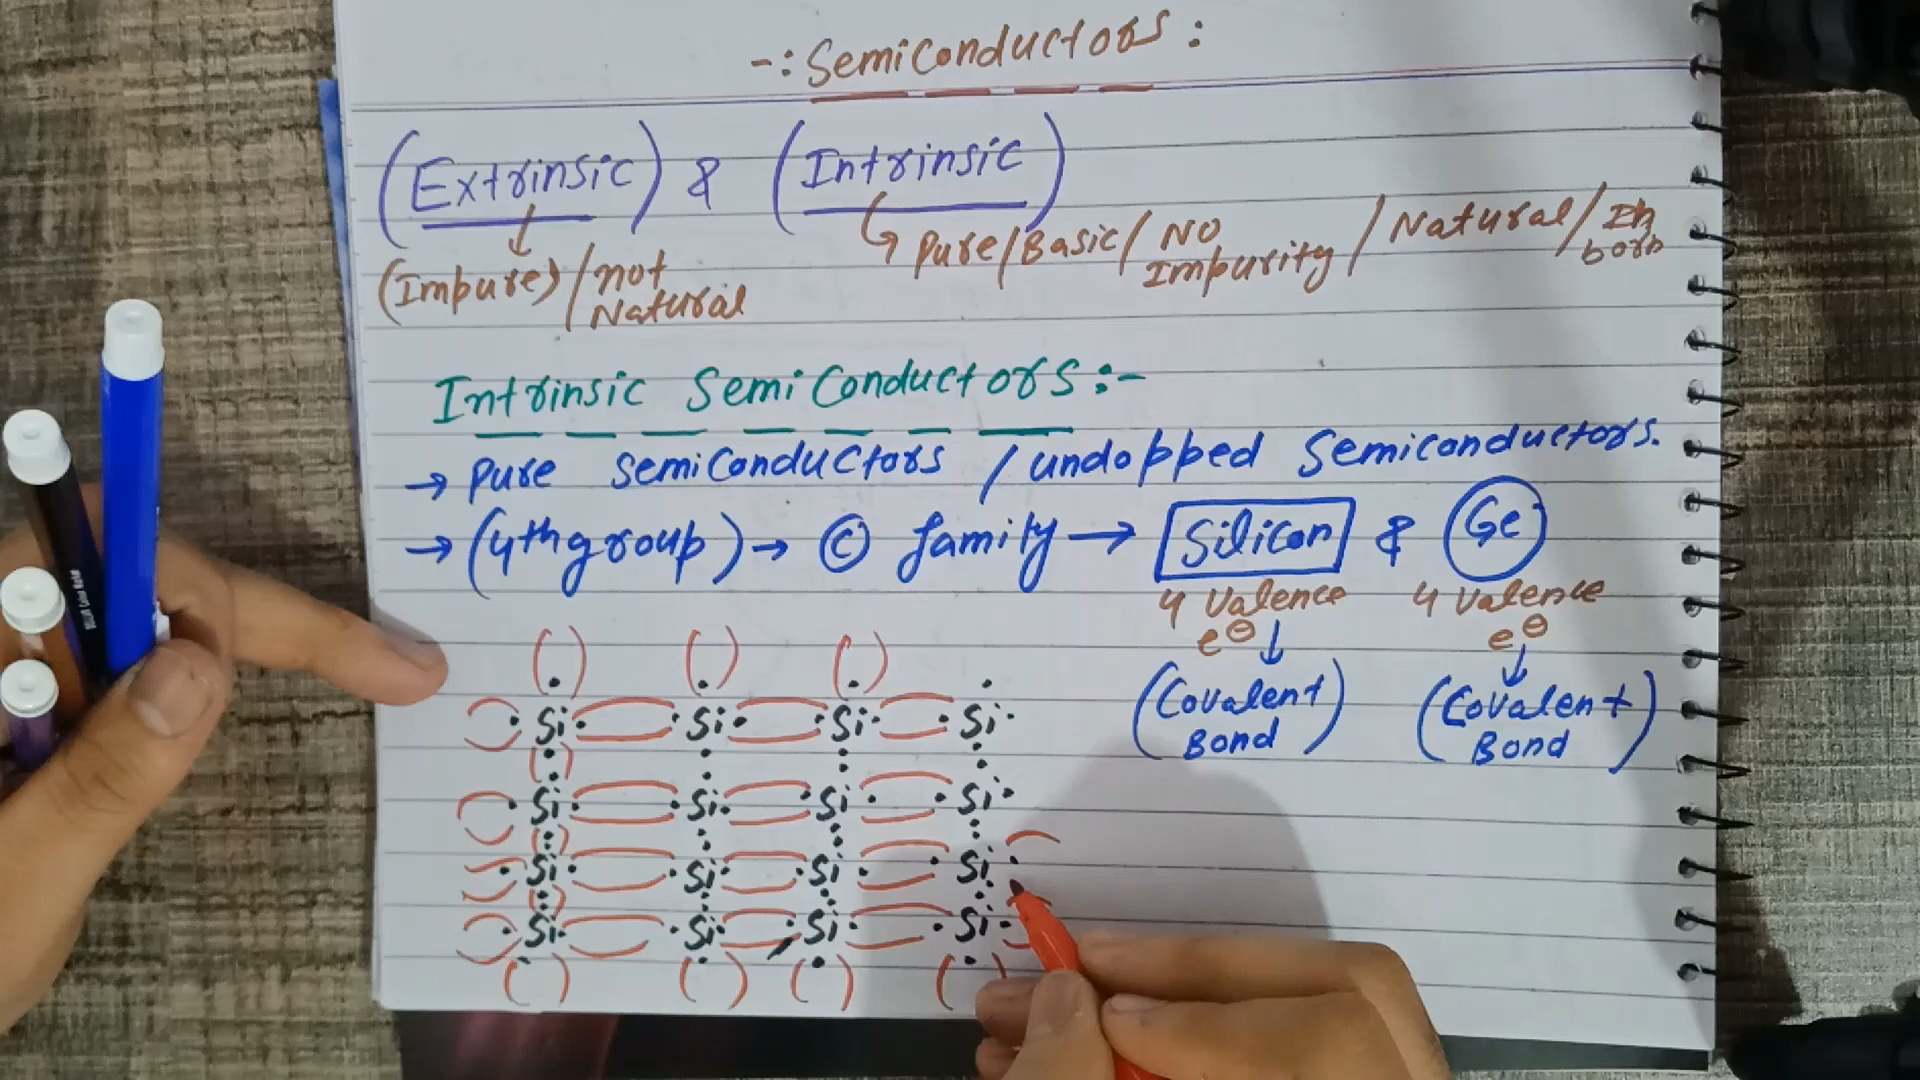 -: Semiconductors :
(Extrinsic) & (Intrinsic)
(Impure) / not Natural
Pure / Basic / NO Impurity / Natural / In born
Intrinsic Semiconductors :-
→ Pure semiconductors / undopped Semiconductors.
→ (4th group) → © family → Silicon & Ge
4 Valence e⊖ 4 Valence e⊖
(Covalent Bond) (Covalent Bond)
Si Si Si Si
Si Si Si Si
Si Si Si Si
Si Si Si Si